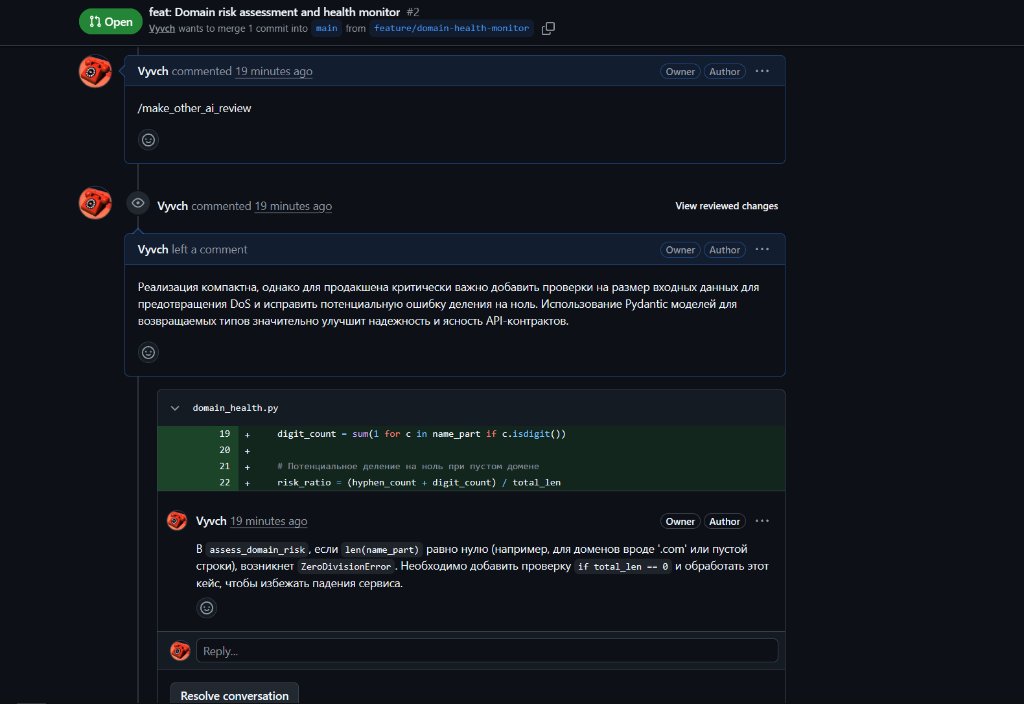 Open
feat: Domain risk assessment and health monitor #2
Vyvch wants to merge 1 commit into main from feature/domain-health-monitor
Vyvch commented 19 minutes ago Owner Author
/make_other_ai_review
Vyvch commented 19 minutes ago View reviewed changes
Vyvch left a comment Owner Author
Реализация компактна, однако для продакшена критически важно добавить проверки на размер входных данных для
предотвращения DoS и исправить потенциальную ошибку деления на ноль. Использование Pydantic моделей для
возвращаемых типов значительно улучшит надежность и ясность API-контрактов.
domain_health.py
19 + digit_count = sum(1 for c in name_part if c.isdigit())
20 +
21 + # Потенциальное деление на ноль при пустом домене
22 + risk_ratio = (hyphen_count + digit_count) / total_len
Vyvch 19 minutes ago Owner Author
В assess_domain_risk, если len(name_part) равно нулю (например, для доменов вроде '.com' или пустой
строки), возникнет ZeroDivisionError. Необходимо добавить проверку if total_len == 0 и обработать этот
кейс, чтобы избежать падения сервиса.
Reply...
Resolve conversation